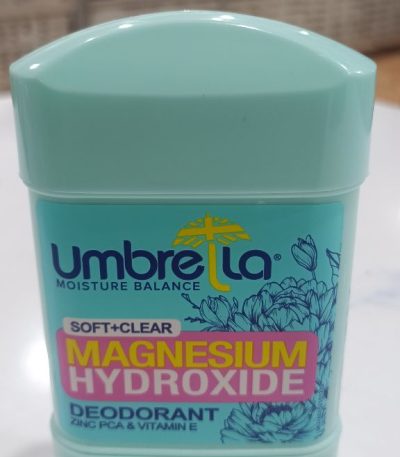 Umbrella®
MOISTURE BALANCE
SOFT+CLEAR
MAGNESIUM
HYDROXIDE
DEODORANT
ZINC PCA & VITAMIN E